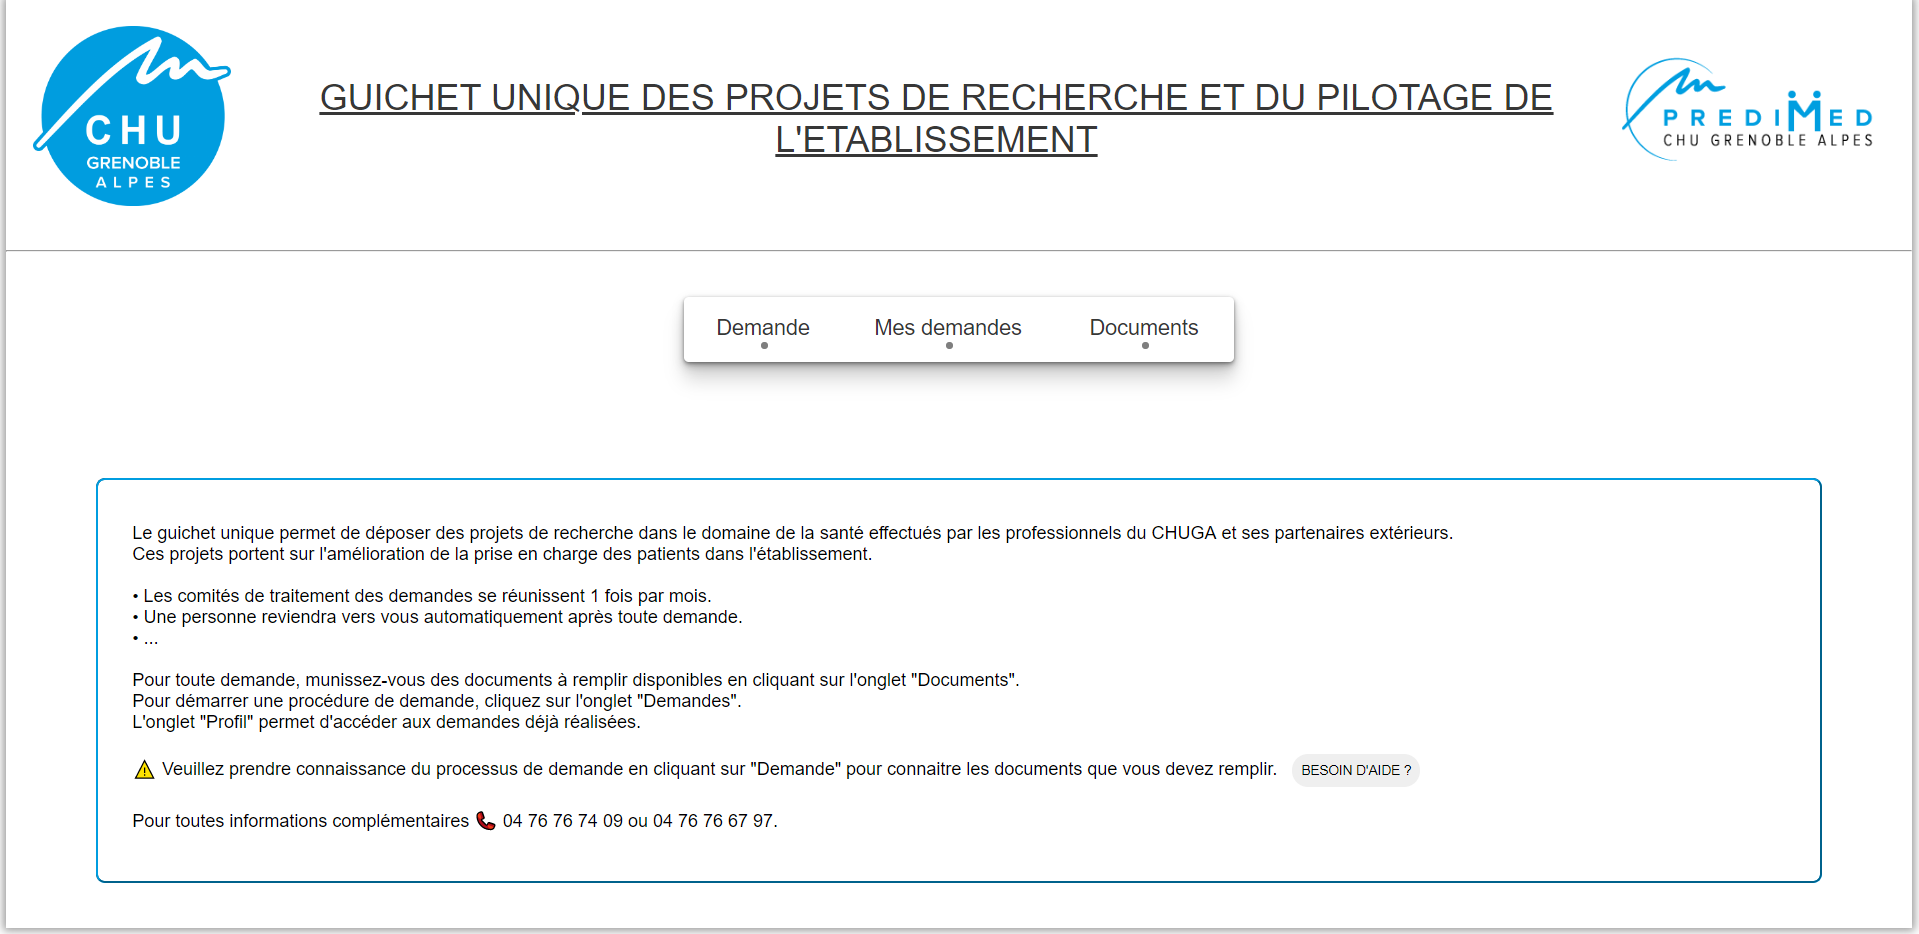 CHU
GRENOBLE
ALPES
GUICHET UNIQUE DES PROJETS DE RECHERCHE ET DU PILOTAGE DE
L'ETABLISSEMENT
PREDIMED
CHU GRENOBLE ALPES
Demande
Mes demandes
Documents
Le guichet unique permet de déposer des projets de recherche dans le domaine de la santé effectués par les professionnels du CHUGA et ses partenaires extérieurs.
Ces projets portent sur l'amélioration de la prise en charge des patients dans l'établissement.
• Les comités de traitement des demandes se réunissent 1 fois par mois.
• Une personne reviendra vers vous automatiquement après toute demande.
• ...
Pour toute demande, munissez-vous des documents à remplir disponibles en cliquant sur l'onglet "Documents".
Pour démarrer une procédure de demande, cliquez sur l'onglet "Demandes".
L'onglet "Profil" permet d'accéder aux demandes déjà réalisées.
Veuillez prendre connaissance du processus de demande en cliquant sur "Demande" pour connaitre les documents que vous devez remplir. BESOIN D'AIDE ?
Pour toutes informations complémentaires 04 76 76 74 09 ou 04 76 76 67 97.